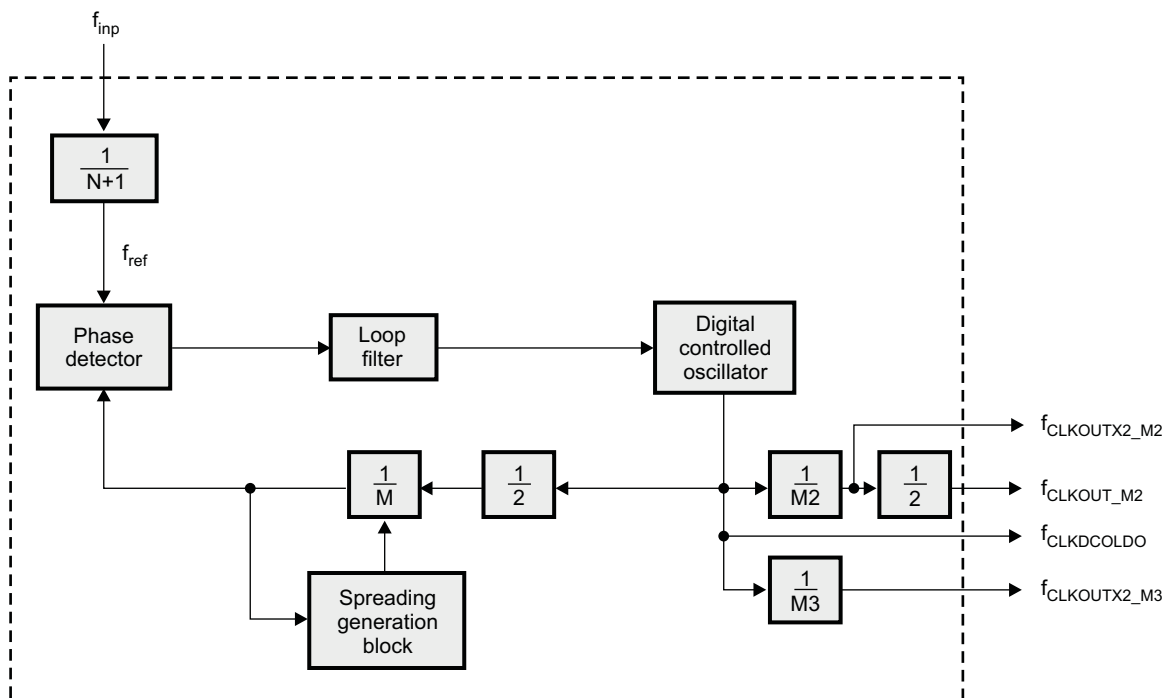 f_inp
1
N+1
f_ref
Phase
detector
Loop
filter
Digital
controlled
oscillator
f_CLKOUTX2_M2
1
M
1
2
1
M2
1
2
f_CLKOUT_M2
f_CLKDCOLDO
Spreading
generation
block
1
M3
f_CLKOUTX2_M3